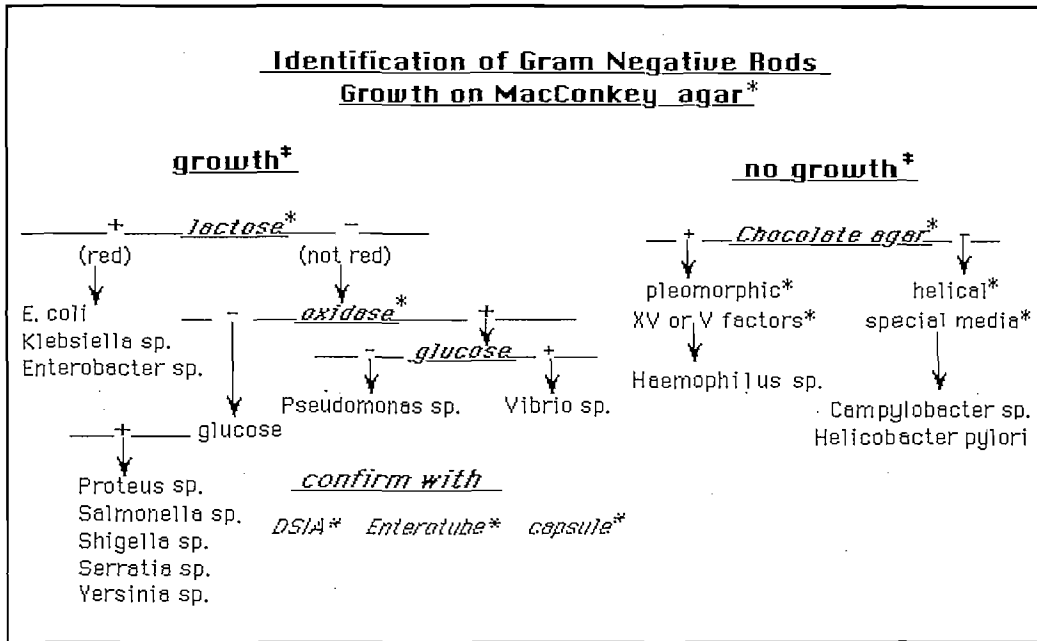 Identification of Gram Negative Rods
Growth on MacConkey agar*
growth‡
no growth‡
+ lactose* -
+ Chocolate agar* -
(red) (not red)
pleomorphic* helical*
E. coli
- oxidase* +
XV or V factors* special media*
Klebsiella sp.
- glucose +
Enterobacter sp.
Haemophilus sp.
Pseudomonas sp. Vibrio sp.
Campylobacter sp.
+ glucose
Helicobacter pylori
Proteus sp.
confirm with
Salmonella sp.
DSIA* Enterotube* capsule*
Shigella sp.
Serratia sp.
Yersinia sp.